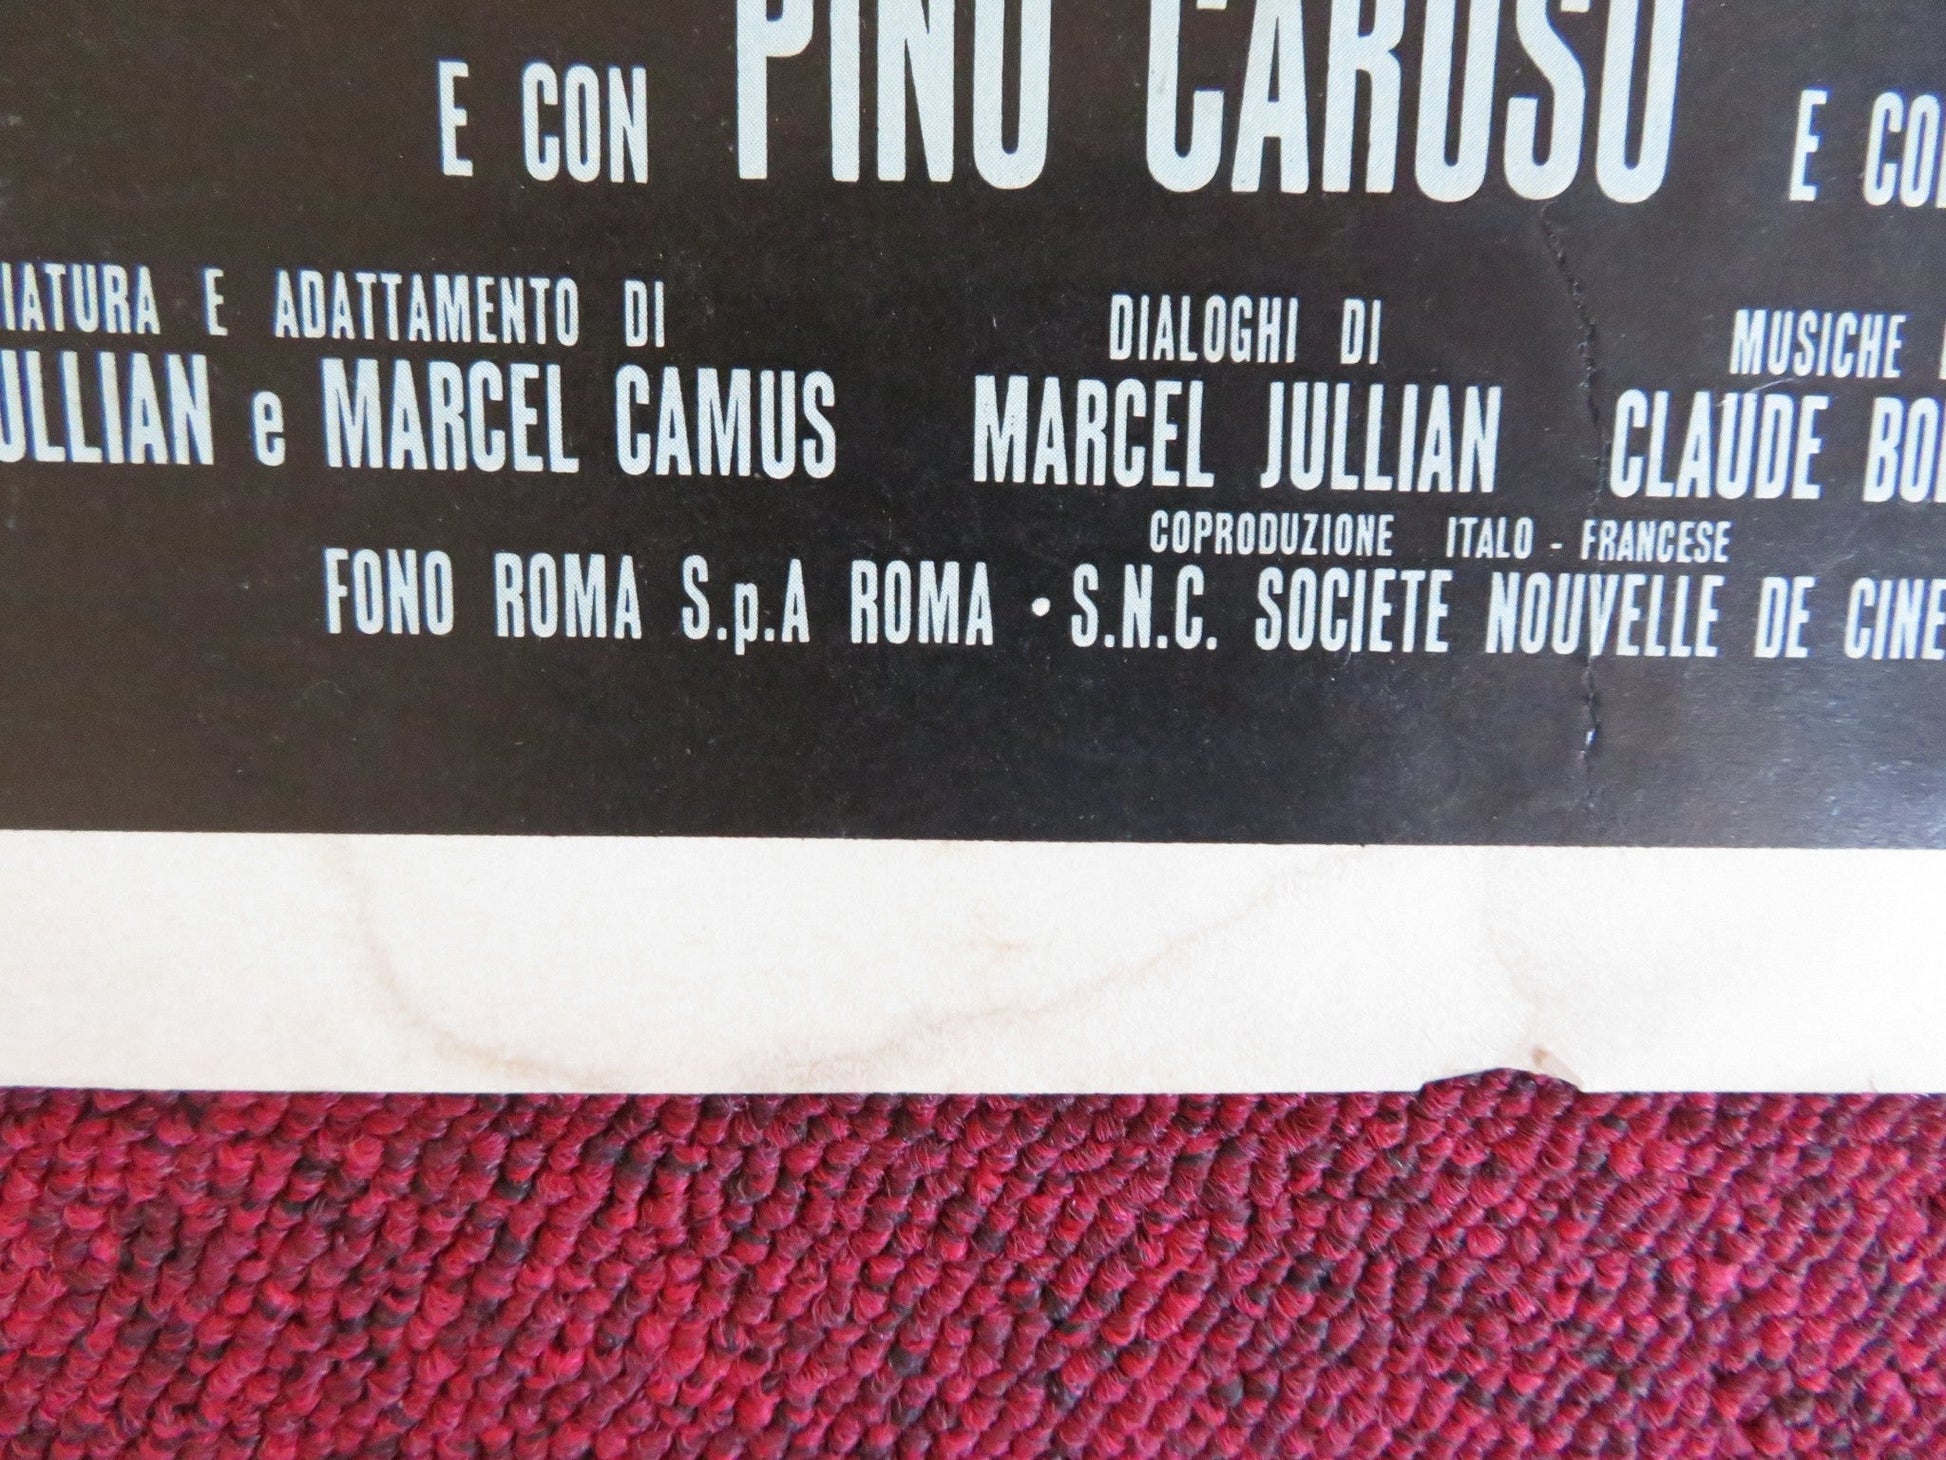 E CON PINO CARUSO E CO
IATURA E ADATTAMENTO DI
ULLIAN e MARCEL CAMUS
DIALOGHI DI
MARCEL JULLIAN
MUSICHE
CLAUDE BO
COPRODUZIONE ITALO - FRANCESE
FONO ROMA S.p.A ROMA • S.N.C. SOCIETE NOUVELLE DE CINE